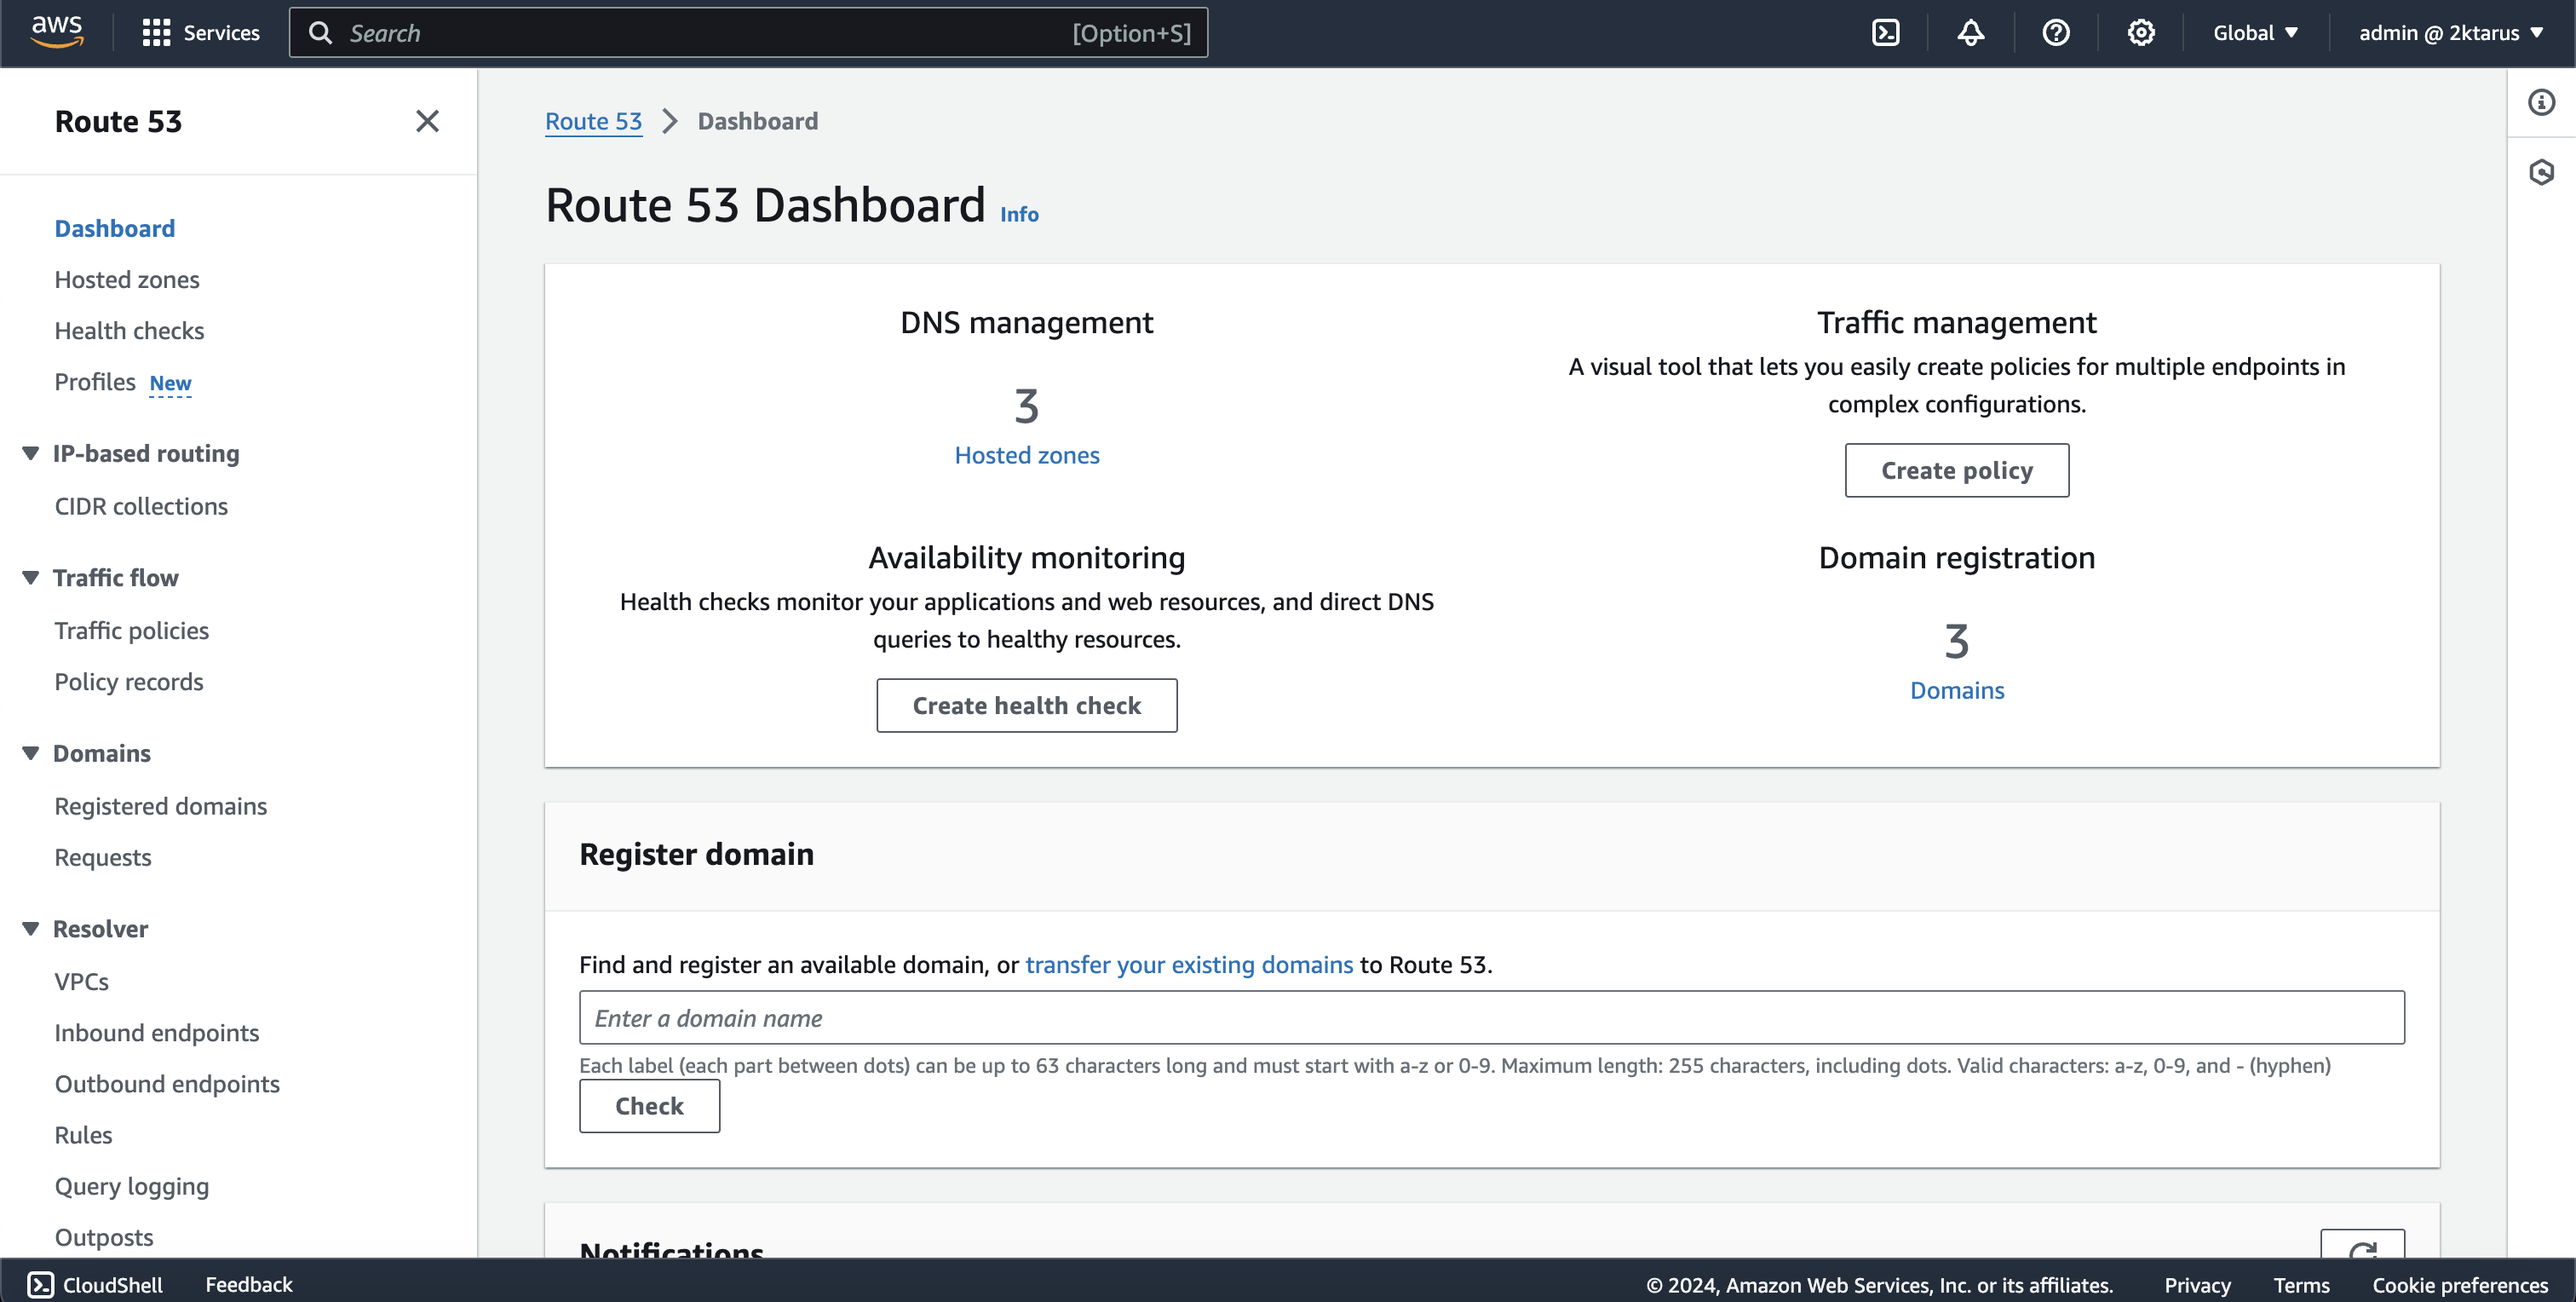 aws
Services
Search
[Option+S]
Global
admin @ 2ktarus
Route 53
Dashboard
Hosted zones
Health checks
Profiles New
IP-based routing
CIDR collections
Traffic flow
Traffic policies
Policy records
Domains
Registered domains
Requests
Resolver
VPCs
Inbound endpoints
Outbound endpoints
Rules
Query logging
Outposts
Route 53 > Dashboard
Route 53 Dashboard Info
DNS management
3
Hosted zones
Traffic management
A visual tool that lets you easily create policies for multiple endpoints in
complex configurations.
Create policy
Availability monitoring
Health checks monitor your applications and web resources, and direct DNS
queries to healthy resources.
Create health check
Domain registration
3
Domains
Register domain
Find and register an available domain, or transfer your existing domains to Route 53.
Enter a domain name
Each label (each part between dots) can be up to 63 characters long and must start with a-z or 0-9. Maximum length: 255 characters, including dots. Valid characters: a-z, 0-9, and - (hyphen)
Check
Notifications
CloudShell
Feedback
© 2024, Amazon Web Services, Inc. or its affiliates.
Privacy
Terms
Cookie preferences